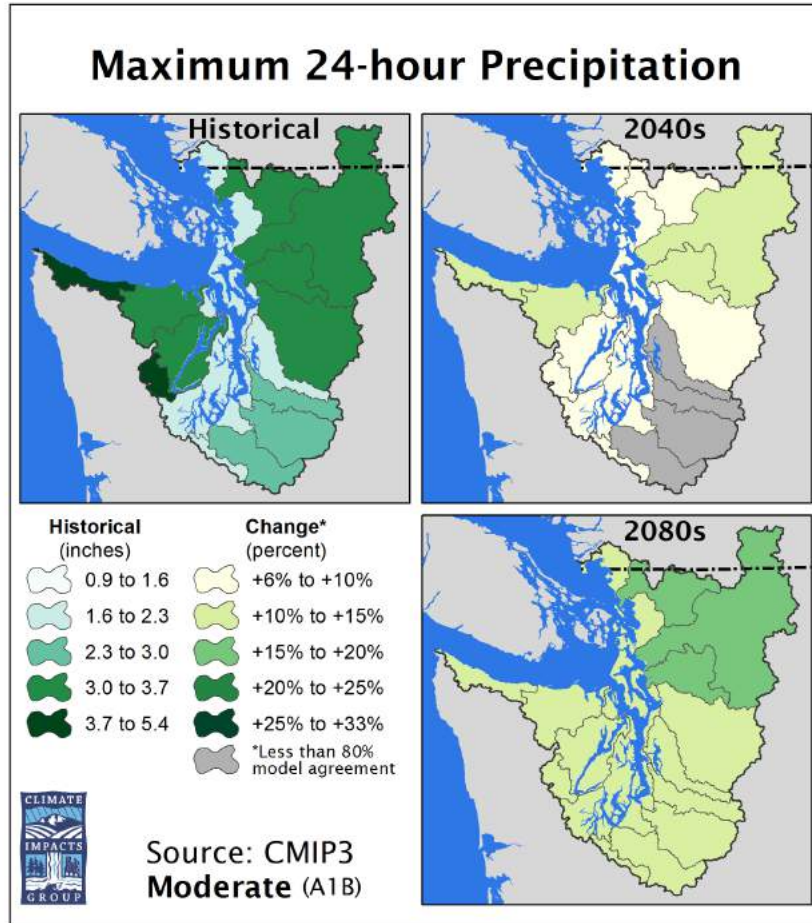 Maximum 24-hour Precipitation
Historical
2040s
Historical
(inches)
0.9 to 1.6
1.6 to 2.3
2.3 to 3.0
3.0 to 3.7
3.7 to 5.4
Change*
(percent)
+6% to +10%
+10% to +15%
+15% to +20%
+20% to +25%
+25% to +33%
*Less than 80%
model agreement
2080s
CLIMATE
IMPACTS
GROUP
Source: CMIP3
Moderate (A1B)